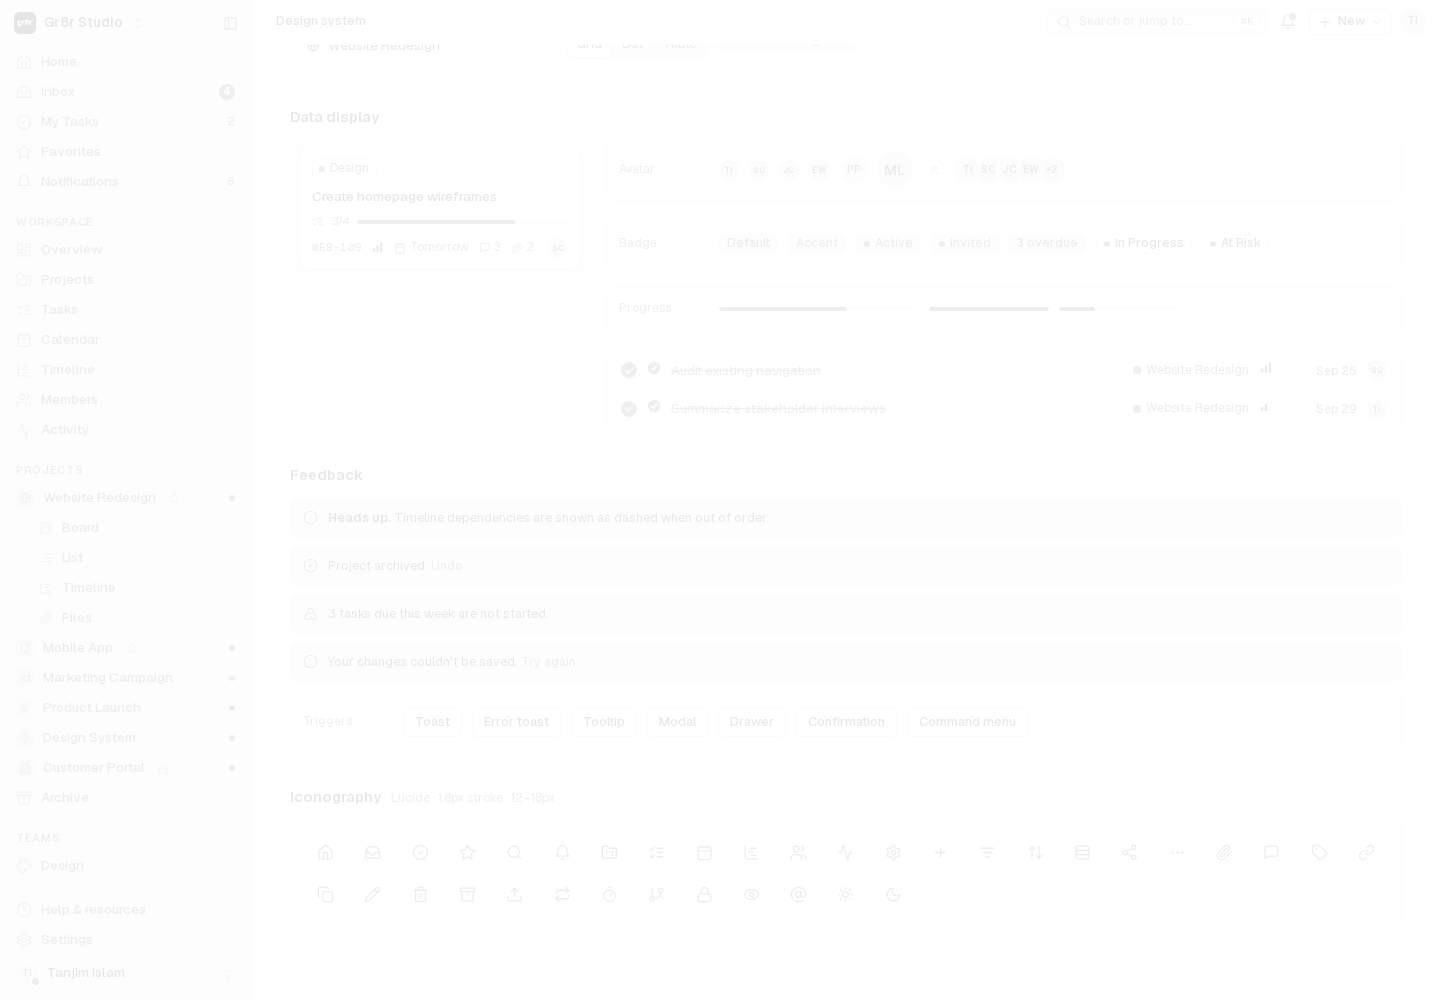 gr8r Gr8r Studio
Home
Inbox 4
My Tasks 2
Favorites
Notifications 6
WORKSPACE
Overview
Projects
Tasks
Calendar
Timeline
Members
Activity
PROJECTS
Website Redesign
Board
List
Timeline
Files
Mobile App
Marketing Campaign
Product Launch
Design System
Customer Portal
Archive
TEAMS
Design
Help & resources
Settings
TI Tanjim Islam
Design system
Search or jump to... ⌘K
New
TI
Website Redesign
Grid List Table
Data display
Design
Create homepage wireframes
3/4
WEB-109 Tomorrow 3 2 SC
Avatar TI SC JC EW PP ML TI SC JC EW +2
Badge Default Accent Active Invited 3 overdue In Progress At Risk
Progress
Audit existing navigation Website Redesign Sep 26 SC
Summarize stakeholder interviews Website Redesign Sep 29 TI
Feedback
Heads up. Timeline dependencies are shown as dashed when out of order.
Project archived. Undo
3 tasks due this week are not started.
Your changes couldn't be saved. Try again
Triggers Toast Error toast Tooltip Modal Drawer Confirmation Command menu
Iconography Lucide · 1.8px stroke · 12–18px